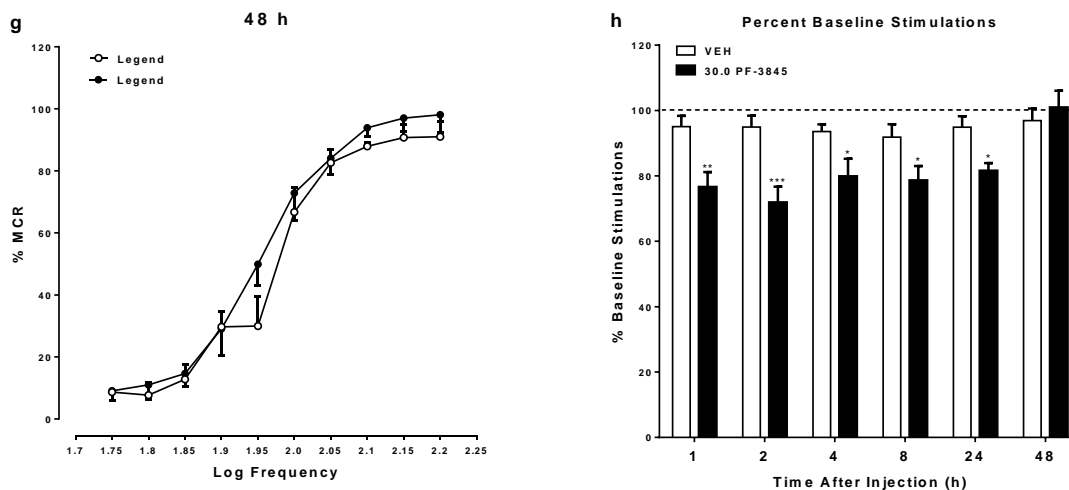 g
48 h
120
100
80
60
40
20
0
% MCR
Legend
Legend
1.7 1.75 1.8 1.85 1.9 1.95 2.0 2.05 2.1 2.15 2.2 2.25
Log Frequency
h
Percent Baseline Stimulations
120
100
80
60
40
20
0
% Baseline Stimulations
VEH
30.0 PF-3845
** *** * * *
1 2 4 8 24 48
Time After Injection (h)